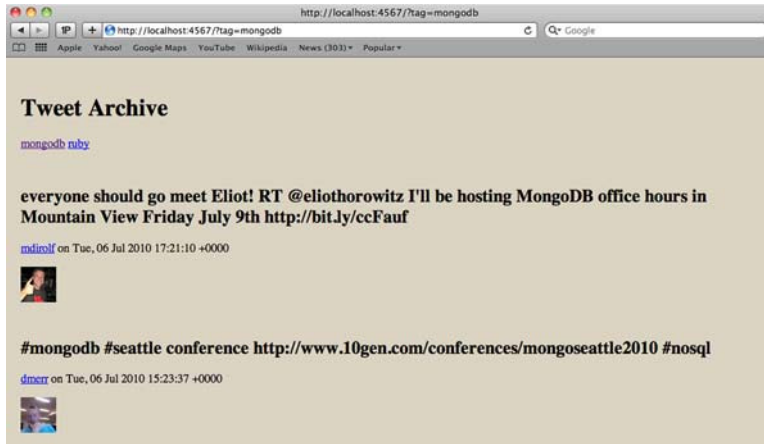 http://localhost:4567/?tag=mongodb
1P + http://localhost:4567/?tag=mongodb Google
Apple Yahoo! Google Maps YouTube Wikipedia News (303) Popular
Tweet Archive
mongodb ruby
everyone should go meet Eliot! RT @eliothorowitz I'll be hosting MongoDB office hours in
Mountain View Friday July 9th http://bit.ly/ccFauf
mdirolf on Tue, 06 Jul 2010 17:21:10 +0000
#mongodb #seattle conference http://www.10gen.com/conferences/mongoseattle2010 #nosql
dmerr on Tue, 06 Jul 2010 15:23:37 +0000